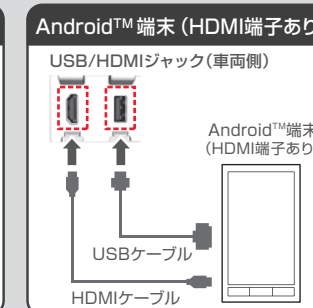 Android™ 端末（HDMI端子あり
USB/HDMIジャック（車両側）
Android™端末
（HDMI端子あり
USBケーブル
HDMIケーブル